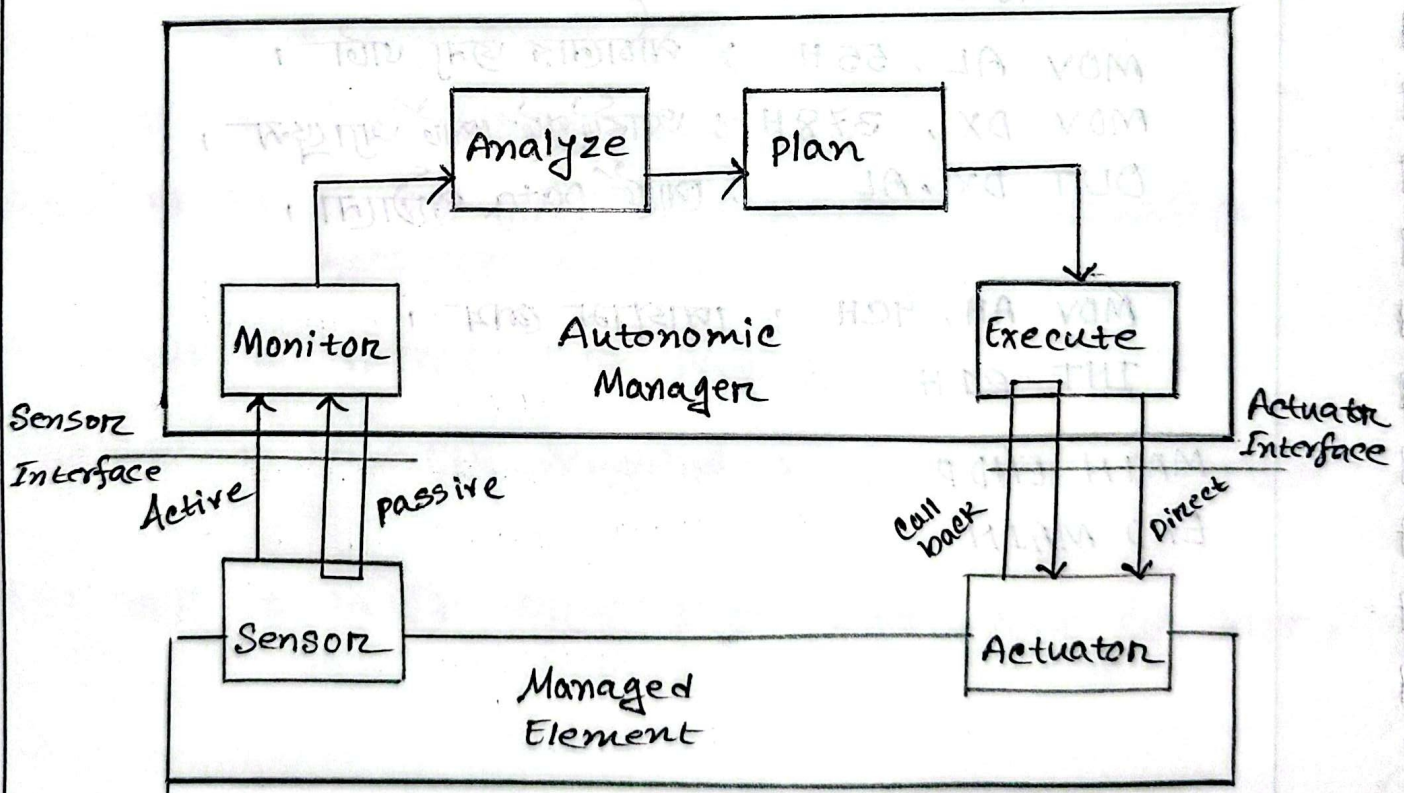 Analyze
Plan
Monitor
Autonomic
Manager
Execute
Sensor
Interface
Actuator
Interface
Active
passive
Call
back
Direct
Sensor
Actuator
Managed
Element